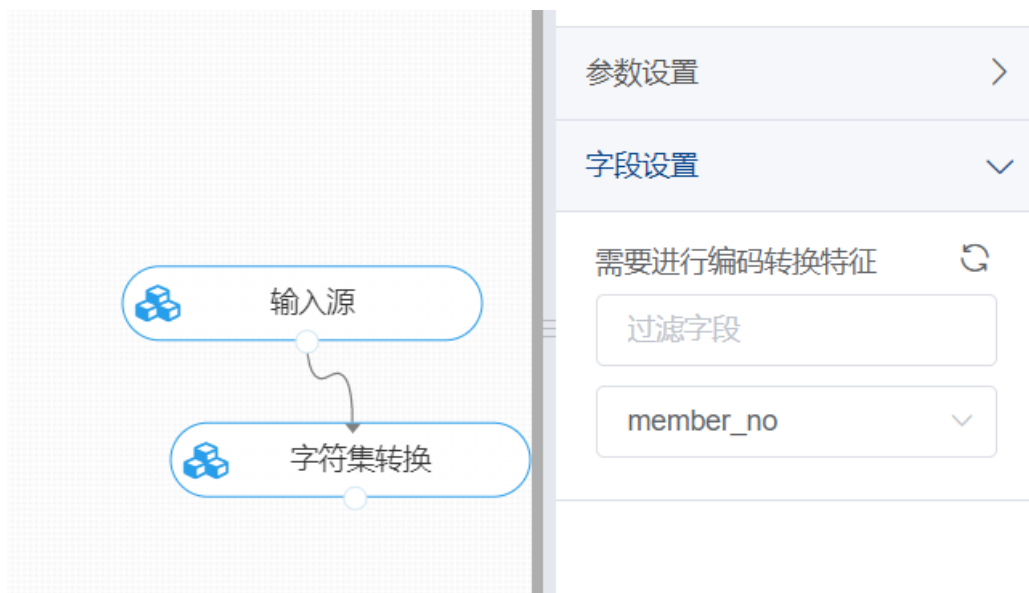 输入源
字符集转换
参数设置
字段设置
需要进行编码转换特征
过滤字段
member_no